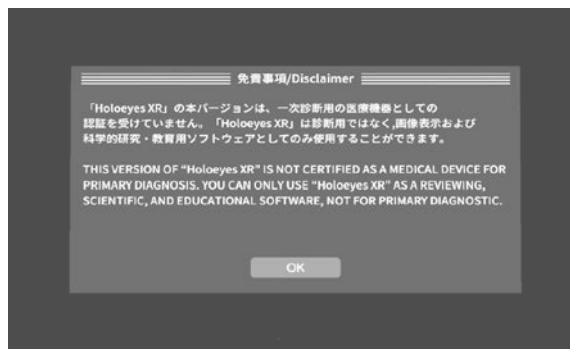 免責事項/Disclaimer
「Holoeyes XR」の本バージョンは、一次診断用の医療機器としての
認証を受けていません。「Holoeyes XR」は診断用ではなく,画像表示および
科学的研究・教育用ソフトウェアとしてのみ使用することができます。
THIS VERSION OF "Holoeyes XR" IS NOT CERTIFIED AS A MEDICAL DEVICE FOR
PRIMARY DIAGNOSIS. YOU CAN ONLY USE "Holoeyes XR" AS A REVIEWING,
SCIENTIFIC, AND EDUCATIONAL SOFTWARE, NOT FOR PRIMARY DIAGNOSTIC.
OK